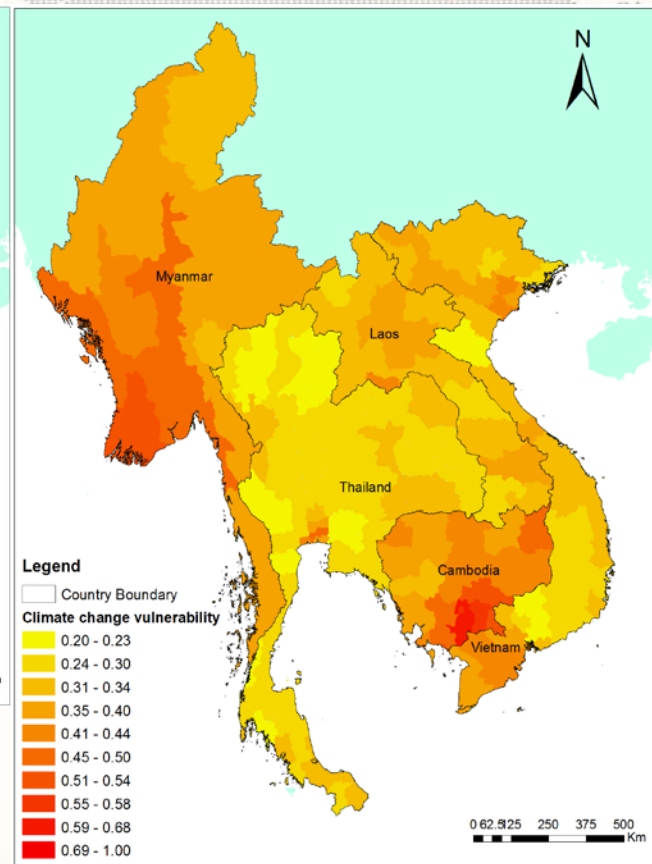 N
Myanmar
Laos
Thailand
Cambodia
Vietnam
Legend
Country Boundary
Climate change vulnerability
0.20 - 0.23
0.24 - 0.30
0.31 - 0.34
0.35 - 0.40
0.41 - 0.44
0.45 - 0.50
0.51 - 0.54
0.55 - 0.58
0.59 - 0.68
0.69 - 1.00
0 62.5125 250 375 500
Km